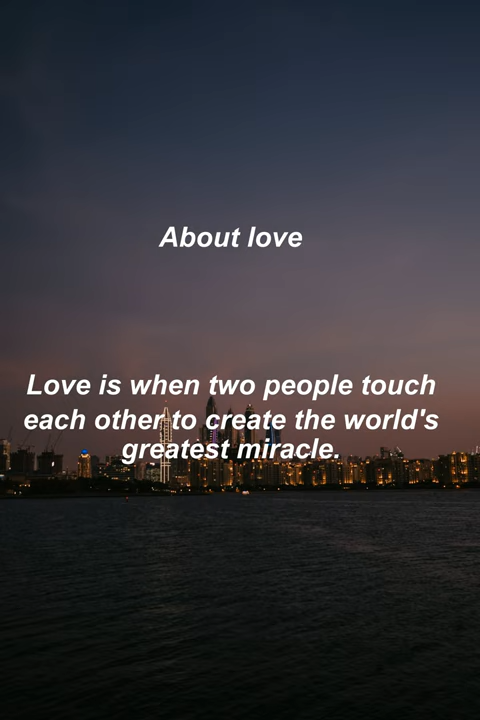 About love
Love is when two people touch
each other to create the world's
greatest miracle.